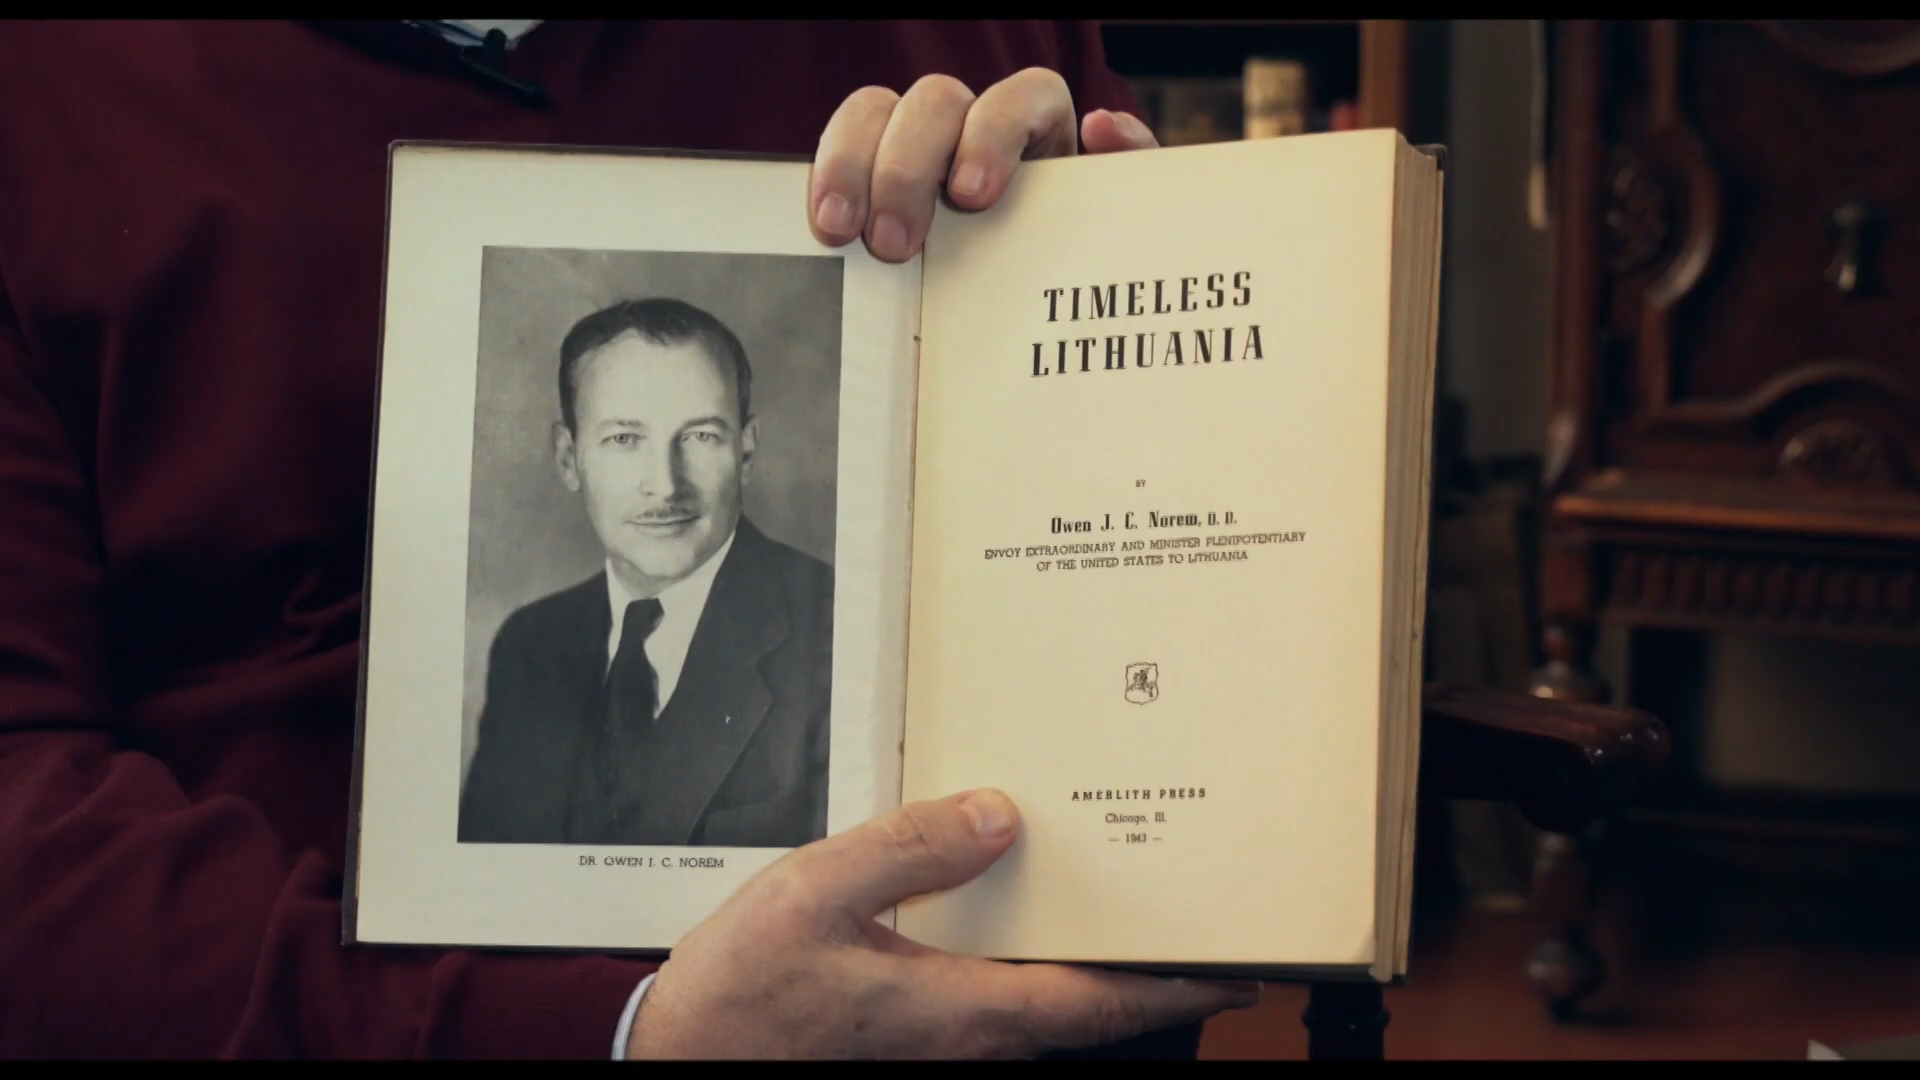 DR. OWEN J. C. NOREM
TIMELESS
LITHUANIA
BY
Owen J. C. Norem, D. D.
ENVOY EXTRAORDINARY AND MINISTER PLENIPOTENTIARY
OF THE UNITED STATES TO LITHUANIA
AMERLITH PRESS
Chicago, Ill.
— 1943 —